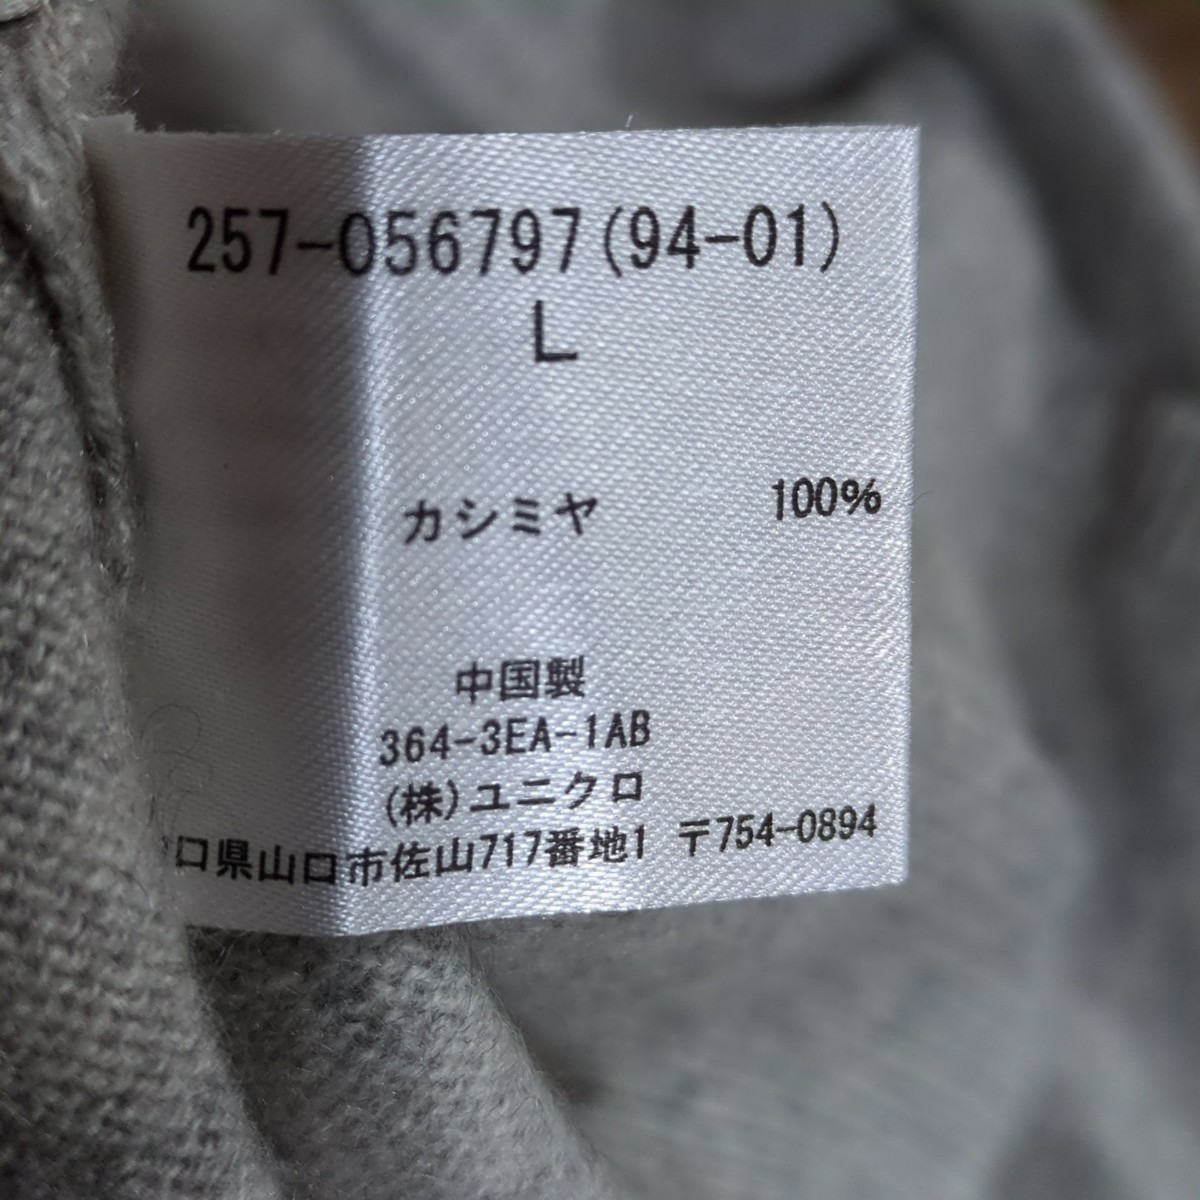 257-056797(94-01)
L
カシミヤ 100%
中国製
364-3EA-1AB
(株)ユニクロ
口県山口市佐山717番地1 〒754-0894